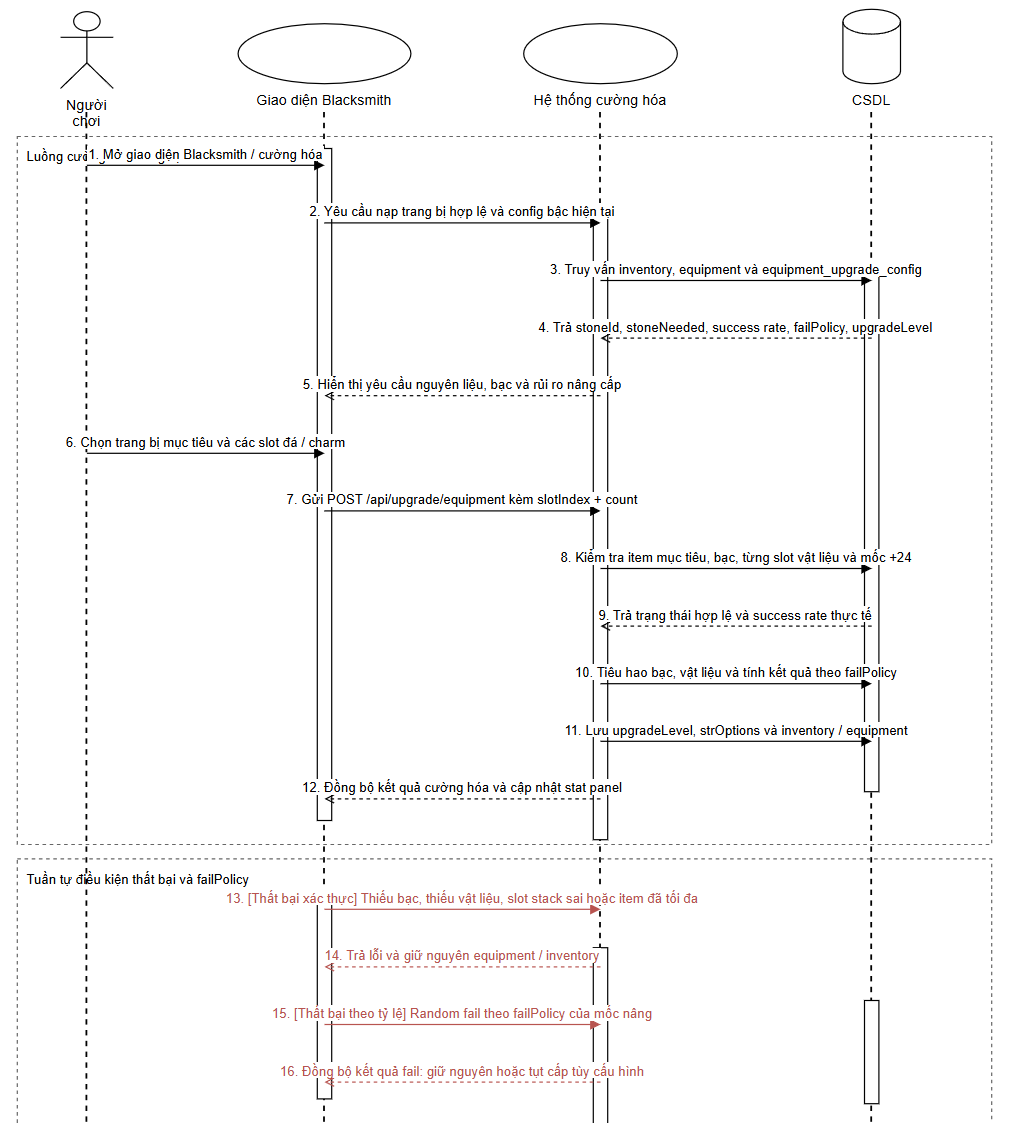 Người
chơi
Giao diện Blacksmith
Hệ thống cường hóa
CSDL
Luồng cườ
1. Mở giao diện Blacksmith / cường hóa
2. Yêu cầu nạp trang bị hợp lệ và config bậc hiện tại
3. Truy vấn inventory, equipment và equipment_upgrade_config
4. Trả stoneId, stoneNeeded, success rate, failPolicy, upgradeLevel
5. Hiển thị yêu cầu nguyên liệu, bạc và rủi ro nâng cấp
6. Chọn trang bị mục tiêu và các slot đá / charm
7. Gửi POST /api/upgrade/equipment kèm slotIndex + count
8. Kiểm tra item mục tiêu, bạc, từng slot vật liệu và mốc +24
9. Trả trạng thái hợp lệ và success rate thực tế
10. Tiêu hao bạc, vật liệu và tính kết quả theo failPolicy
11. Lưu upgradeLevel, strOptions và inventory / equipment
12. Đồng bộ kết quả cường hóa và cập nhật stat panel
Tuần tự điều kiện thất bại và failPolicy
13. [Thất bại xác thực] Thiếu bạc, thiếu vật liệu, slot stack sai hoặc item đã tối đa
14. Trả lỗi và giữ nguyên equipment / inventory
15. [Thất bại theo tỷ lệ] Random fail theo failPolicy của mốc nâng
16. Đồng bộ kết quả fail: giữ nguyên hoặc tụt cấp tùy cấu hình